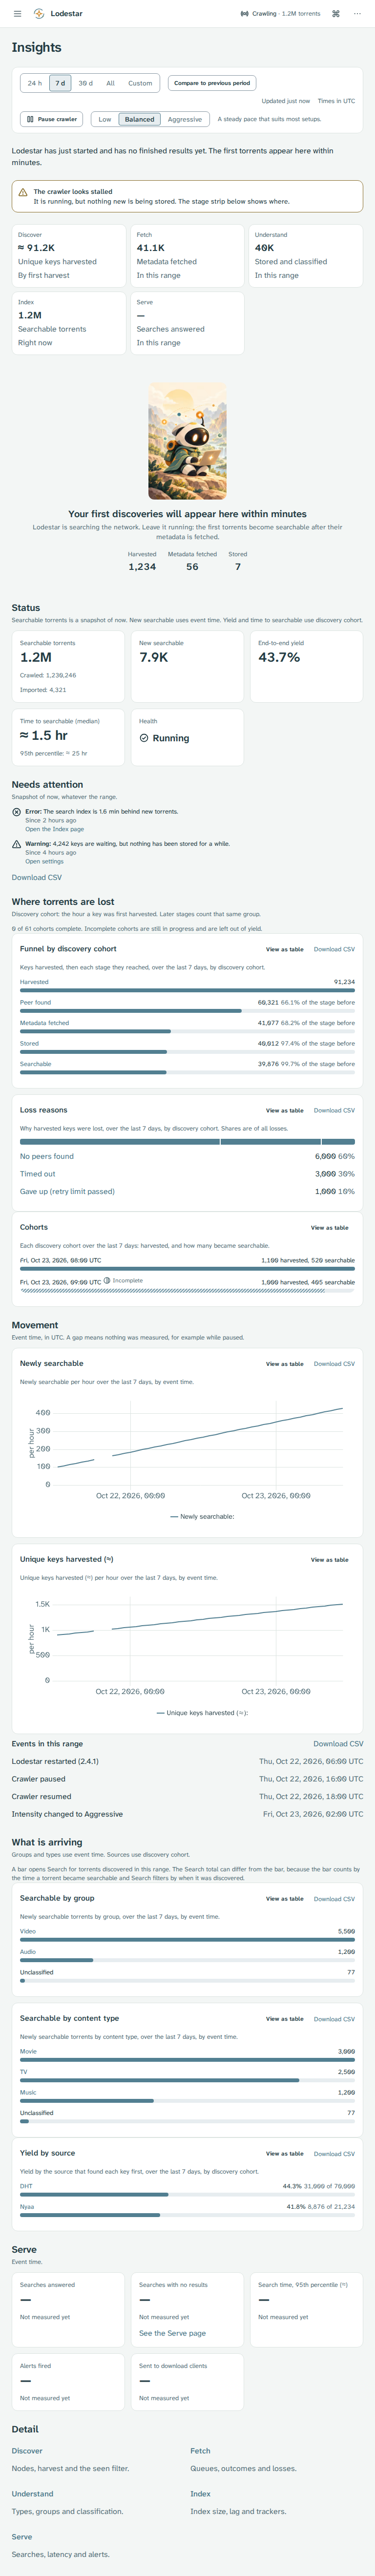 Lodestar
Crawling · 1.2M torrents
Insights
24 h
7 d
30 d
All
Custom
Compare to previous period
Updated just now
Times in UTC
Pause crawler
Low
Balanced
Aggressive
A steady pace that suits most setups.
Lodestar has just started and has no finished results yet. The first torrents appear here within
minutes.
The crawler looks stalled
It is running, but nothing new is being stored. The stage strip below shows where.
Discover
≈ 91.2K
Unique keys harvested
By first harvest
Fetch
41.1K
Metadata fetched
In this range
Understand
40K
Stored and classified
In this range
Index
1.2M
Searchable torrents
Right now
Serve
—
Searches answered
In this range
Your first discoveries will appear here within minutes
Lodestar is searching the network. Leave it running: the first torrents become searchable after their
metadata is fetched.
Harvested
1,234
Metadata fetched
56
Stored
7
Status
Searchable torrents is a snapshot of now. New searchable uses event time. Yield and time to searchable use discovery cohort.
Searchable torrents
1.2M
Crawled: 1,230,246
Imported: 4,321
New searchable
7.9K
End-to-end yield
43.7%
Time to searchable (median)
≈ 1.5 hr
95th percentile: ≈ 25 hr
Health
Running
Needs attention
Snapshot of now, whatever the range.
Error: The search index is 1.6 min behind new torrents.
Since 2 hours ago
Open the Index page
Warning: 4,242 keys are waiting, but nothing has been stored for a while.
Since 4 hours ago
Open settings
Download CSV
Where torrents are lost
Discovery cohort: the hour a key was first harvested. Later stages count that same group.
0 of 61 cohorts complete. Incomplete cohorts are still in progress and are left out of yield.
Funnel by discovery cohort
View as table
Download CSV
Keys harvested, then each stage they reached, over the last 7 days, by discovery cohort.
Harvested
91,234
Peer found
60,321 66.1% of the stage before
Metadata fetched
41,077 68.2% of the stage before
Stored
40,012 97.4% of the stage before
Searchable
39,876 99.7% of the stage before
Loss reasons
View as table
Download CSV
Why harvested keys were lost, over the last 7 days, by discovery cohort. Shares are of all losses.
No peers found
6,000 60%
Timed out
3,000 30%
Gave up (retry limit passed)
1,000 10%
Cohorts
View as table
Each discovery cohort over the last 7 days: harvested, and how many became searchable.
Fri, Oct 23, 2026, 08:00 UTC
1,100 harvested, 520 searchable
Fri, Oct 23, 2026, 09:00 UTC
Incomplete
1,000 harvested, 405 searchable
Movement
Event time, in UTC. A gap means nothing was measured, for example while paused.
Newly searchable
View as table
Download CSV
Newly searchable per hour over the last 7 days, by event time.
per hour
400
300
200
100
0
Oct 22, 2026, 00:00
Oct 23, 2026, 00:00
Newly searchable:
Unique keys harvested (≈)
View as table
Unique keys harvested (≈) per hour over the last 7 days, by event time.
per hour
1.5K
1K
500
0
Oct 22, 2026, 00:00
Oct 23, 2026, 00:00
Unique keys harvested (≈):
Events in this range
Download CSV
Lodestar restarted (2.4.1)
Thu, Oct 22, 2026, 06:00 UTC
Crawler paused
Thu, Oct 22, 2026, 16:00 UTC
Crawler resumed
Thu, Oct 22, 2026, 18:00 UTC
Intensity changed to Aggressive
Fri, Oct 23, 2026, 02:00 UTC
What is arriving
Groups and types use event time. Sources use discovery cohort.
A bar opens Search for torrents discovered in this range. The Search total can differ from the bar, because the bar counts by
the time a torrent became searchable and Search filters by when it was discovered.
Searchable by group
View as table
Download CSV
Newly searchable torrents by group, over the last 7 days, by event time.
Video
5,500
Audio
1,200
Unclassified
77
Searchable by content type
View as table
Download CSV
Newly searchable torrents by content type, over the last 7 days, by event time.
Movie
3,000
TV
2,500
Music
1,200
Unclassified
77
Yield by source
View as table
Download CSV
Yield by the source that found each key first, over the last 7 days, by discovery cohort.
DHT
44.3% 31,000 of 70,000
Nyaa
41.8% 8,876 of 21,234
Serve
Event time.
Searches answered
—
Not measured yet
Searches with no results
—
Not measured yet
See the Serve page
Search time, 95th percentile (≈)
—
Not measured yet
Alerts fired
—
Not measured yet
Sent to download clients
—
Not measured yet
Detail
Discover
Nodes, harvest and the seen filter.
Fetch
Queues, outcomes and losses.
Understand
Types, groups and classification.
Index
Index size, lag and trackers.
Serve
Searches, latency and alerts.